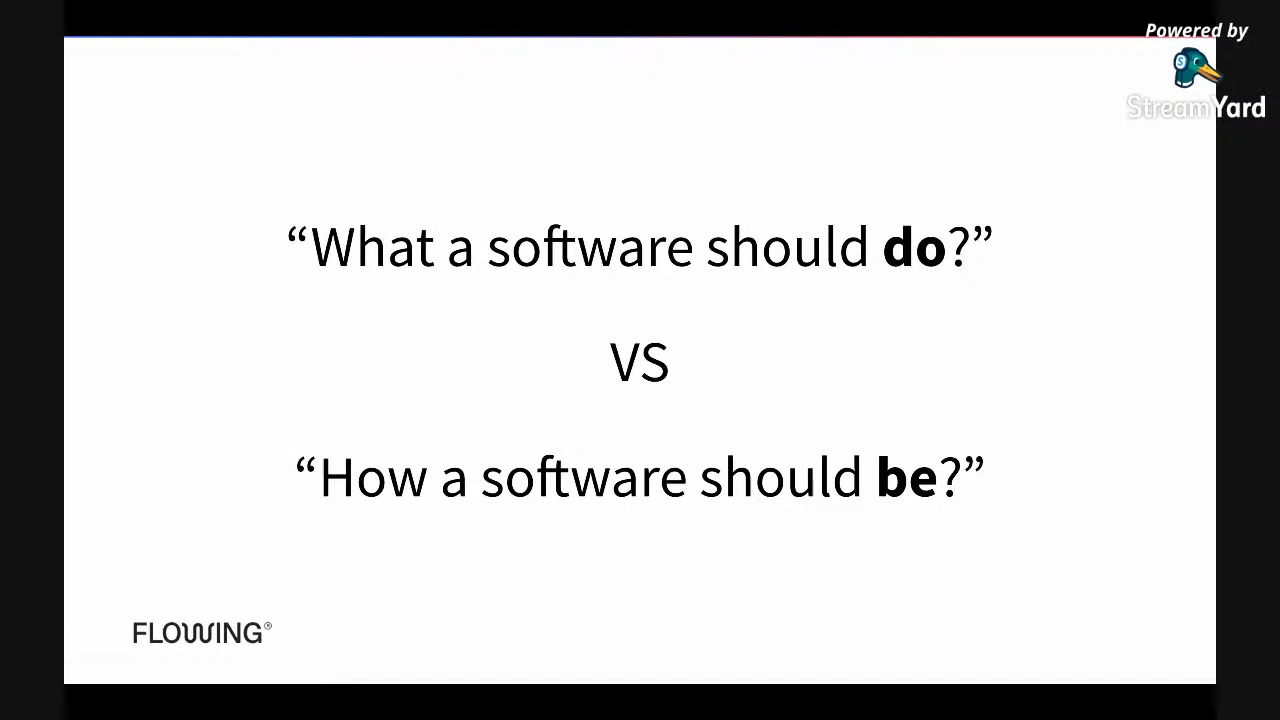 Powered by
StreamYard
“What a software should do?”
VS
“How a software should be?”
FLOWING®